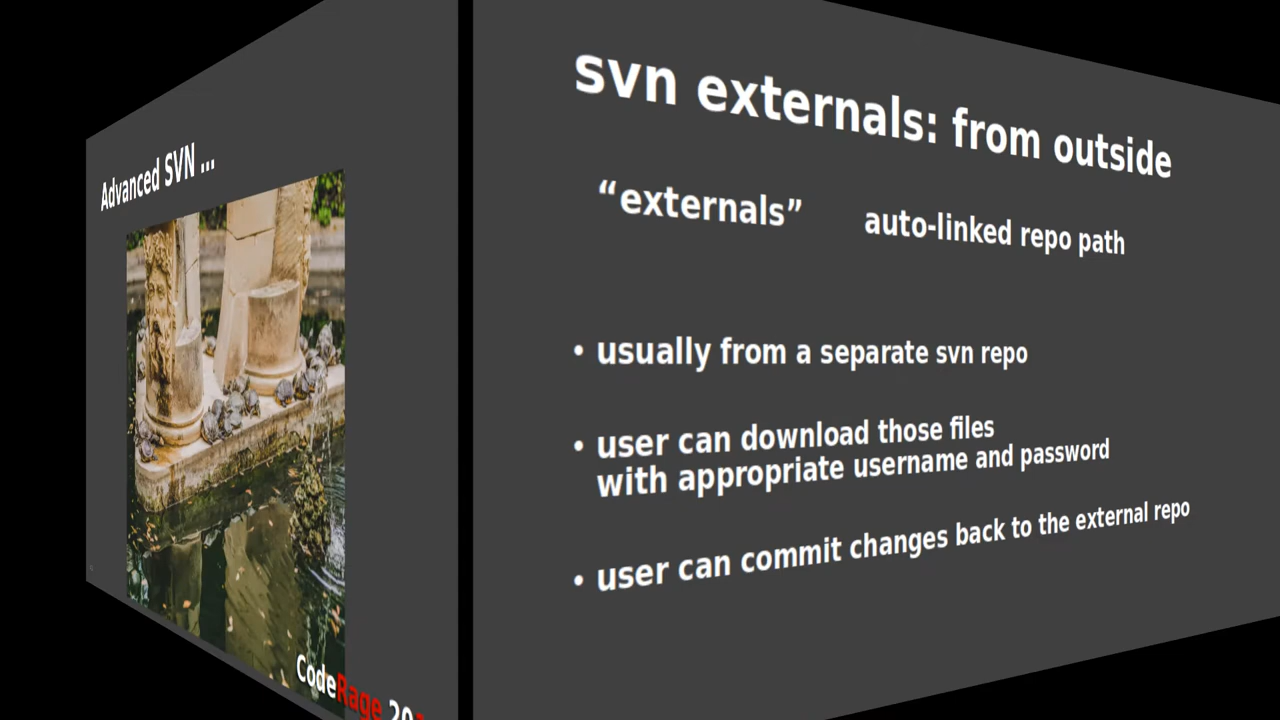 Advanced SVN ...
CodeRage
svn externals: from outside
“externals” auto-linked repo path
• usually from a separate svn repo
• user can download those files
with appropriate username and password
• user can commit changes back to the external repo